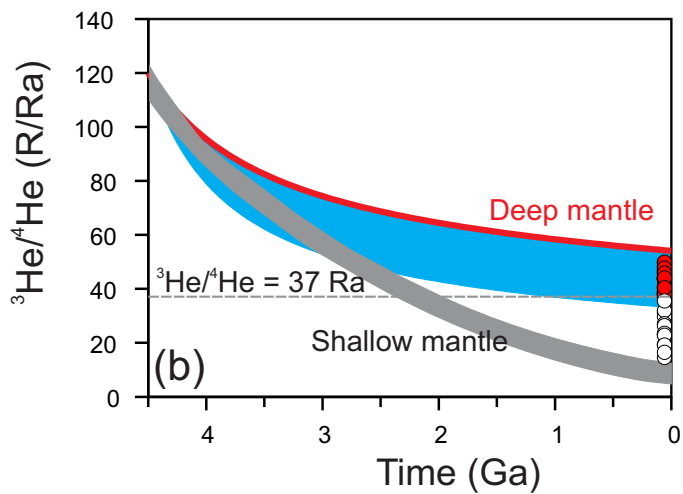 140
120
100
80
60
40
20
0
³He/⁴He (R/Ra)
Deep mantle
³He/⁴He = 37 Ra
Shallow mantle
(b)
4 3 2 1 0
Time (Ga)